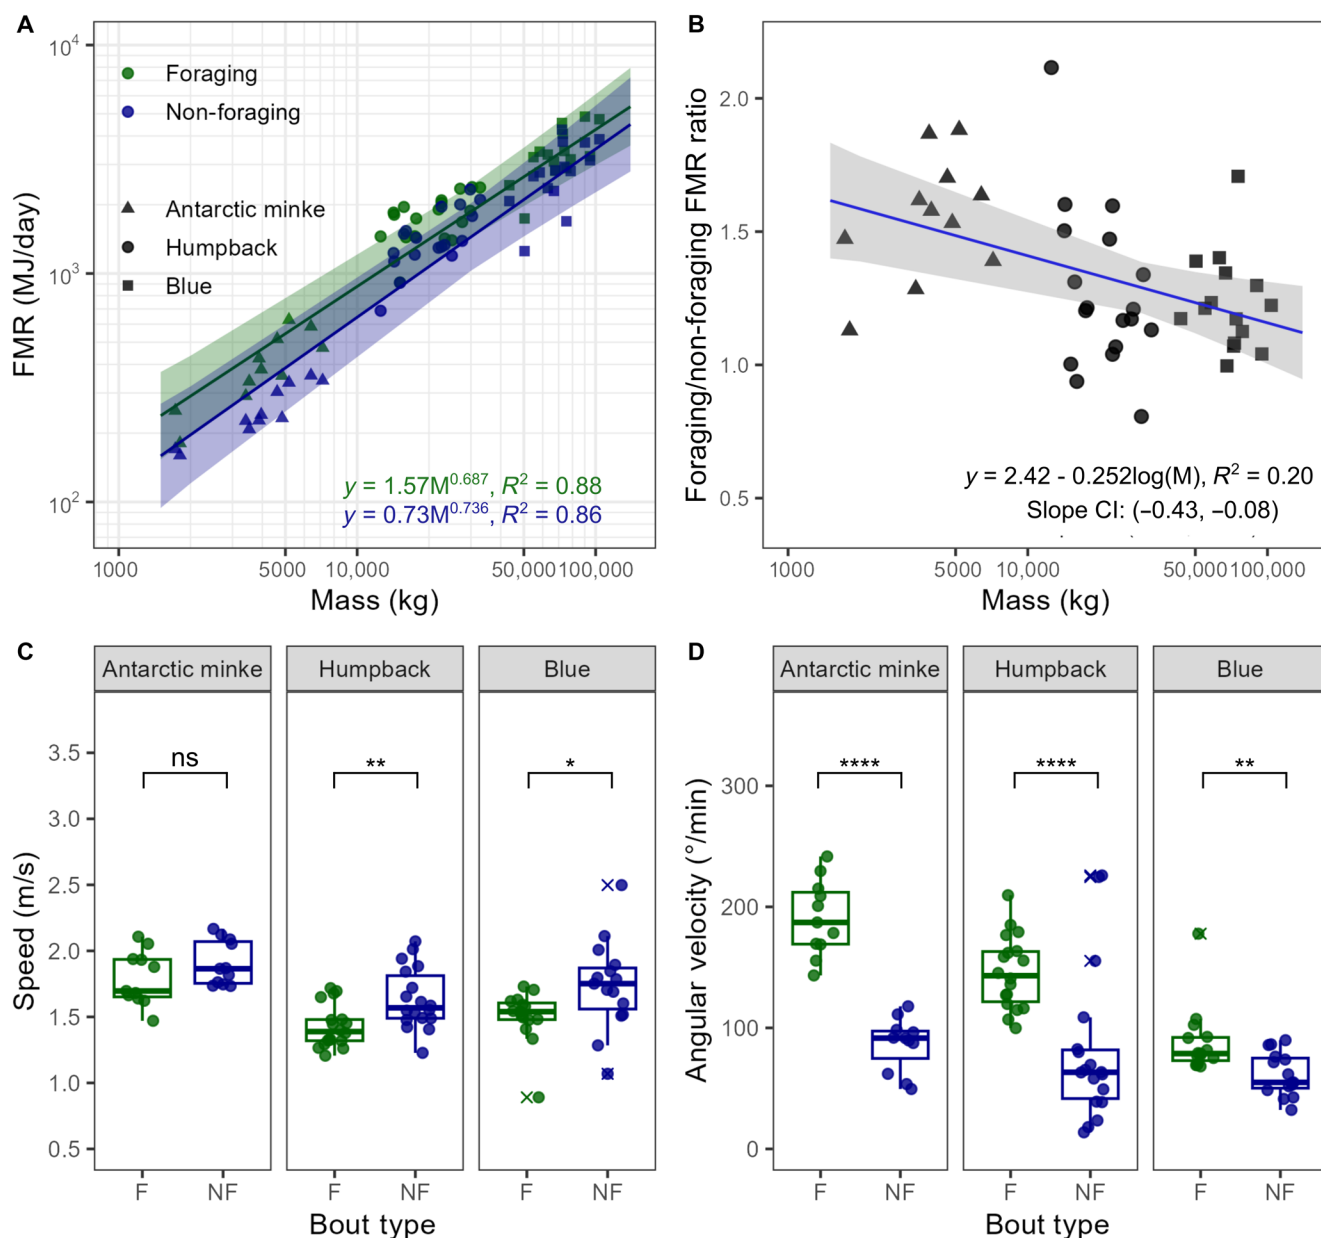 A
FMR (MJ/day)
10⁴
10³
10²
Foraging
Non-foraging
Antarctic minke
Humpback
Blue
y = 1.57M^0.687, R² = 0.88
y = 0.73M^0.736, R² = 0.86
1000
5000
10,000
50,000
100,000
Mass (kg)
B
Foraging/non-foraging FMR ratio
2.0
1.5
1.0
0.5
y = 2.42 - 0.252log(M), R² = 0.20
Slope CI: (−0.43, −0.08)
1000
5000
10,000
50,000
100,000
Mass (kg)
C
Antarctic minke
Humpback
Blue
Speed (m/s)
3.5
3.0
2.5
2.0
1.5
1.0
0.5
ns
**
*
F
NF
F
NF
F
NF
Bout type
D
Antarctic minke
Humpback
Blue
Angular velocity (°/min)
300
200
100
0
****
****
**
F
NF
F
NF
F
NF
Bout type